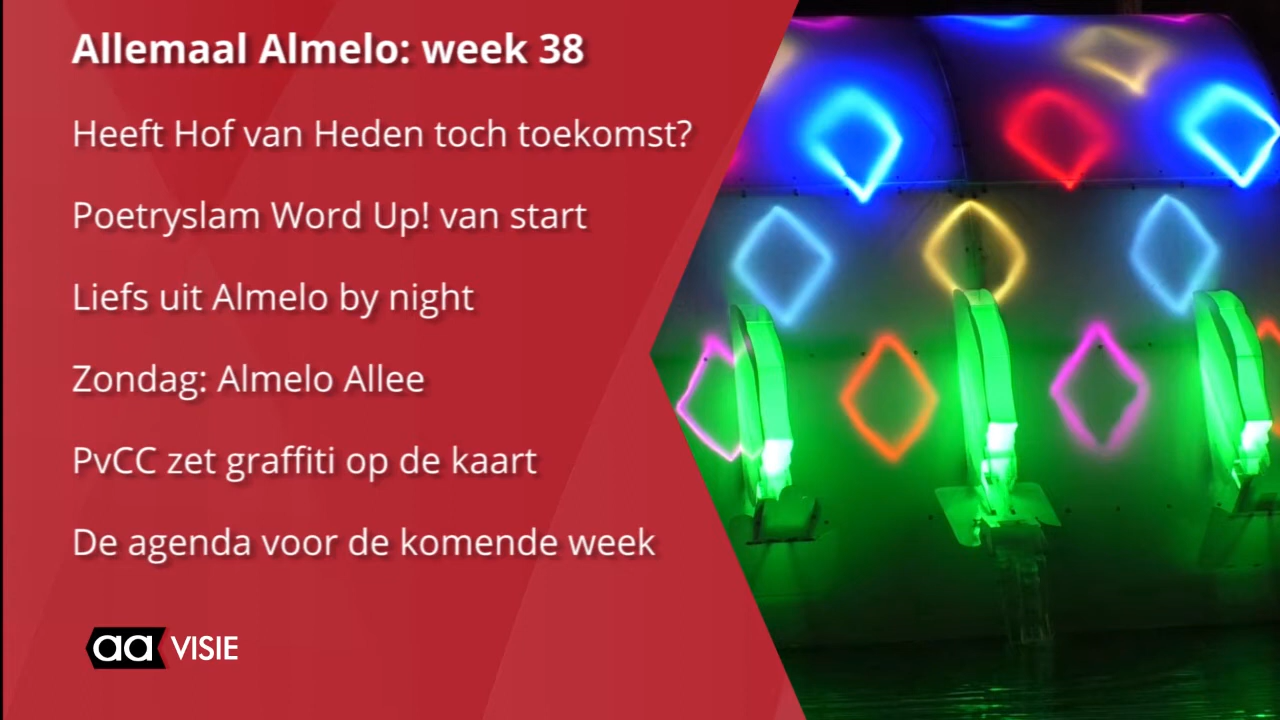 Allemaal Almelo: week 38
Heeft Hof van Heden toch toekomst?
Poetryslam Word Up! van start
Liefs uit Almelo by night
Zondag: Almelo Allee
PvCC zet graffiti op de kaart
De agenda voor de komende week
aa VISIE